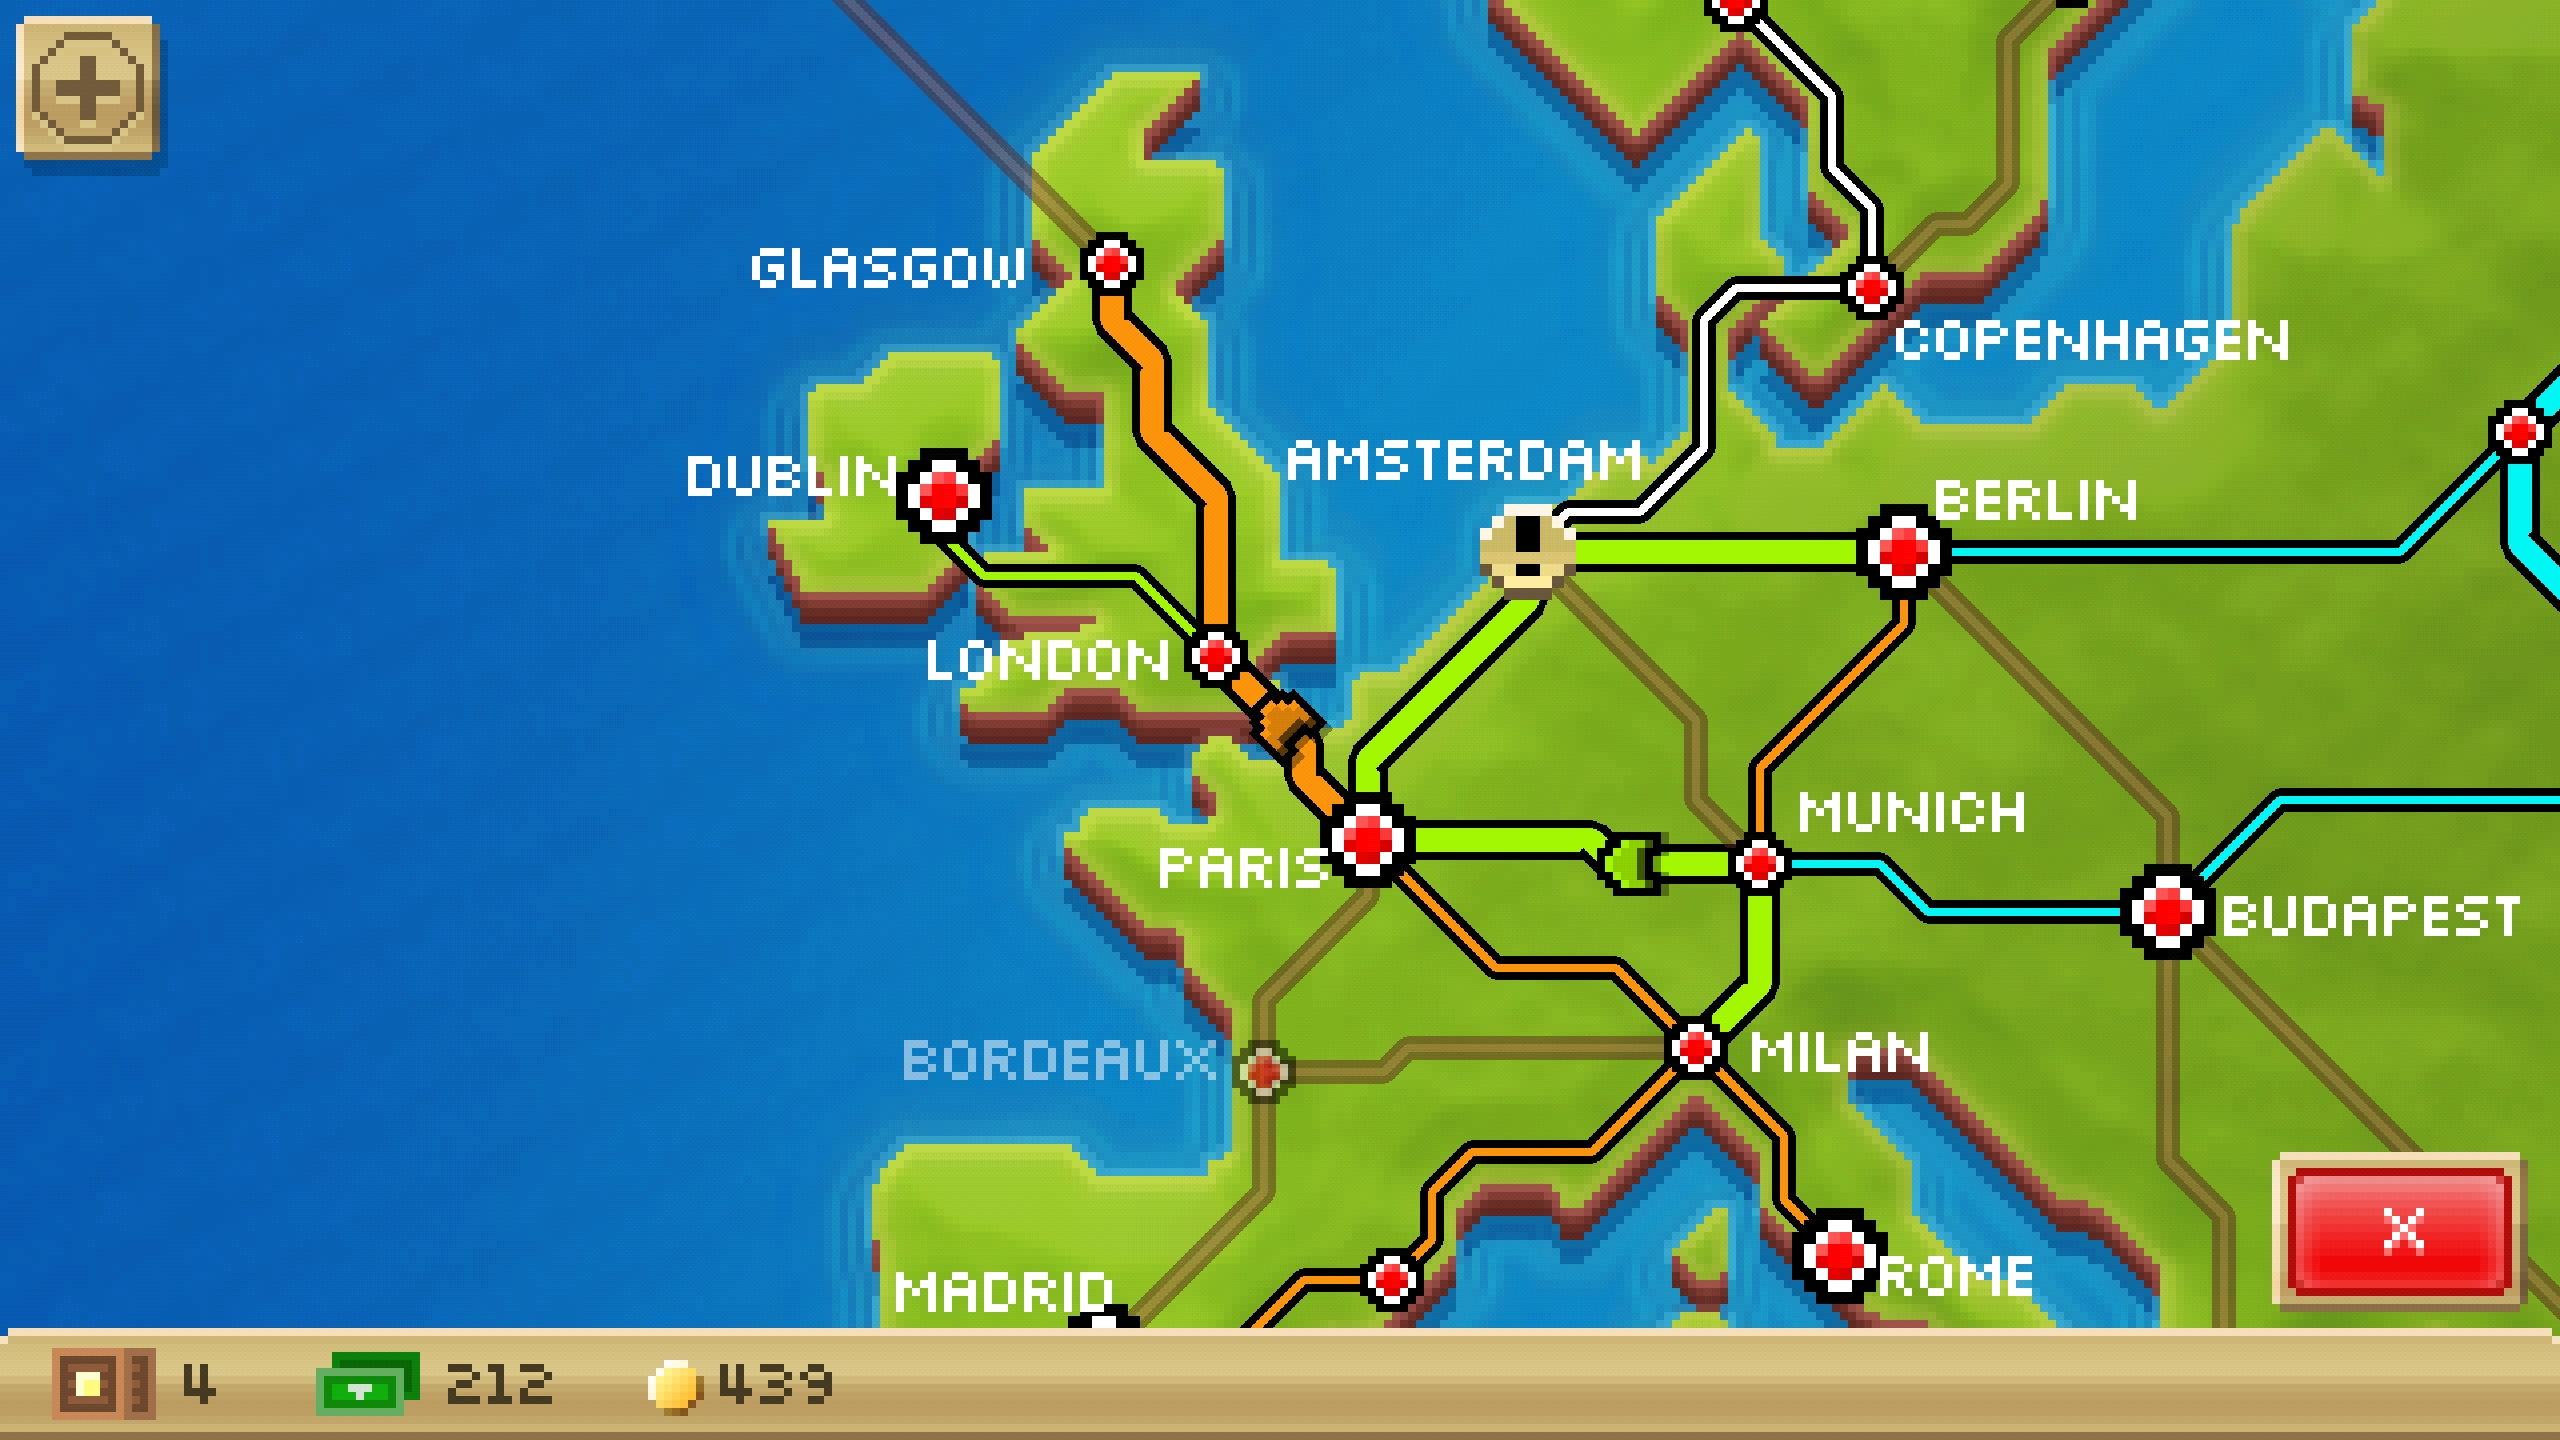 GLASGOW
COPENHAGEN
AMSTERDAM
DUBLIN
BERLIN
LONDON
MUNICH
PARIS
BUDAPEST
BORDEAUX
MILAN
X
ROME
MADRID
4 212 439